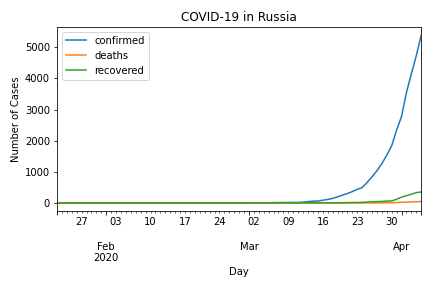 COVID-19 in Russia
confirmed
deaths
recovered
Number of Cases
5000
4000
3000
2000
1000
0
27 03 10 17 24 02 09 16 23 30
Feb Mar Apr
2020
Day